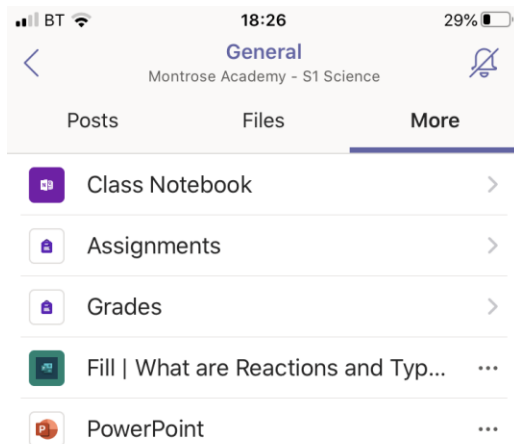 BT 18:26 29%
General
Montrose Academy - S1 Science
Posts Files More
Class Notebook
Assignments
Grades
Fill | What are Reactions and Typ...
PowerPoint